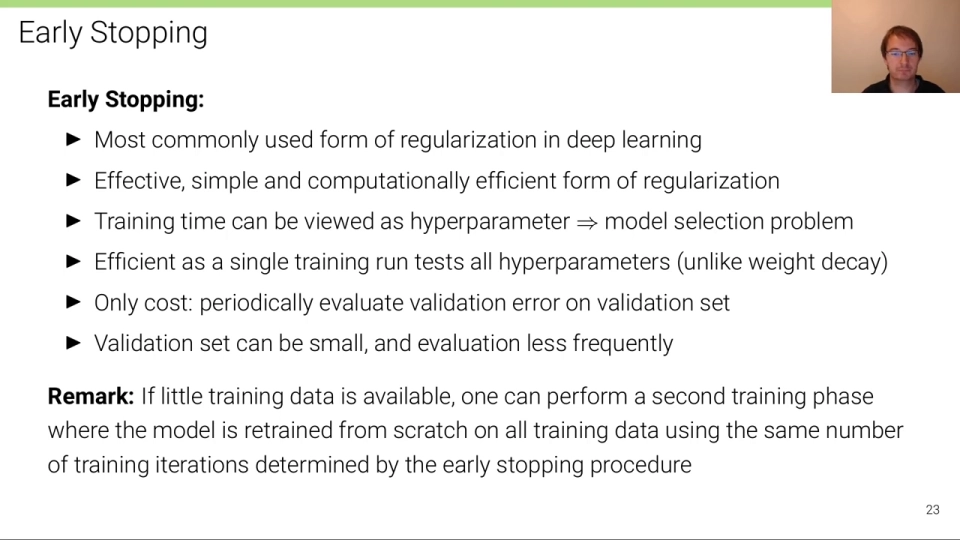 Early Stopping
Early Stopping:
► Most commonly used form of regularization in deep learning
► Effective, simple and computationally efficient form of regularization
► Training time can be viewed as hyperparameter ⇒ model selection problem
► Efficient as a single training run tests all hyperparameters (unlike weight decay)
► Only cost: periodically evaluate validation error on validation set
► Validation set can be small, and evaluation less frequently
Remark: If little training data is available, one can perform a second training phase
where the model is retrained from scratch on all training data using the same number
of training iterations determined by the early stopping procedure
23